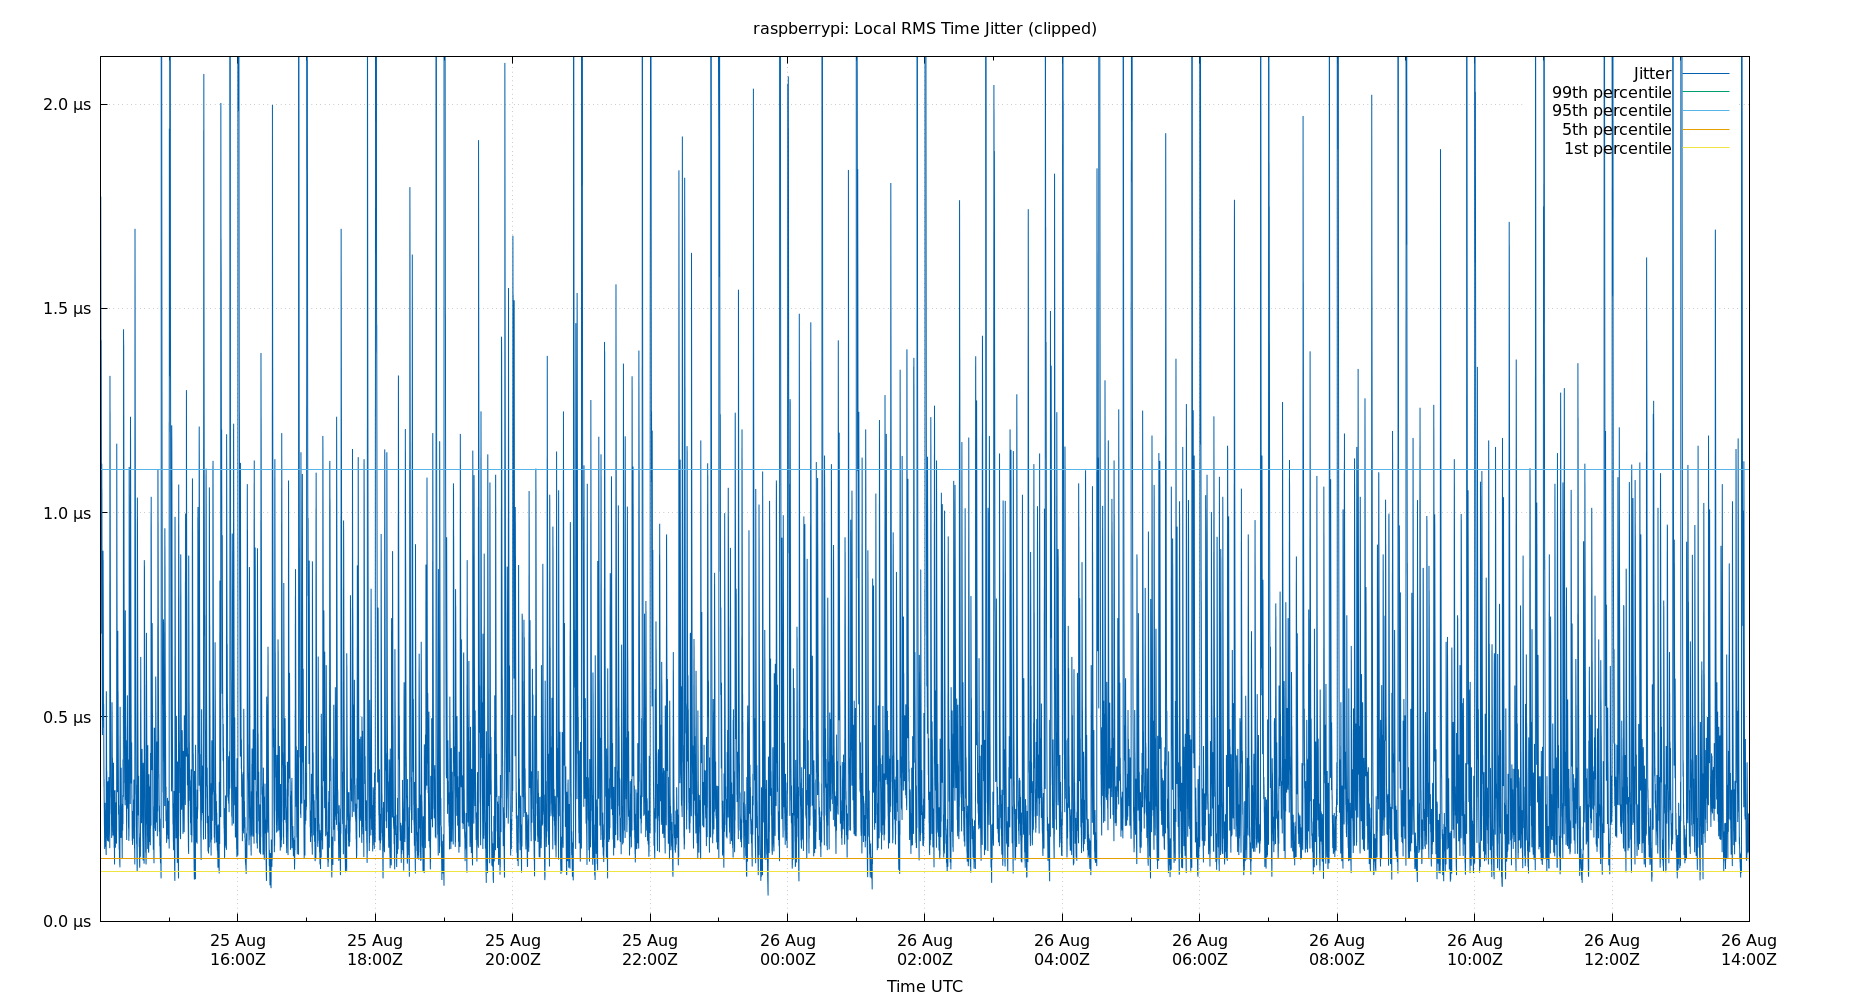 raspberrypi: Local RMS Time Jitter (clipped)
Jitter
99th percentile
95th percentile
5th percentile
1st percentile
2.0 µs
1.5 µs
1.0 µs
0.5 µs
0.0 µs
25 Aug 25 Aug 25 Aug 25 Aug 26 Aug 26 Aug 26 Aug 26 Aug 26 Aug 26 Aug 26 Aug 26 Aug
16:00Z 18:00Z 20:00Z 22:00Z 00:00Z 02:00Z 04:00Z 06:00Z 08:00Z 10:00Z 12:00Z 14:00Z
Time UTC